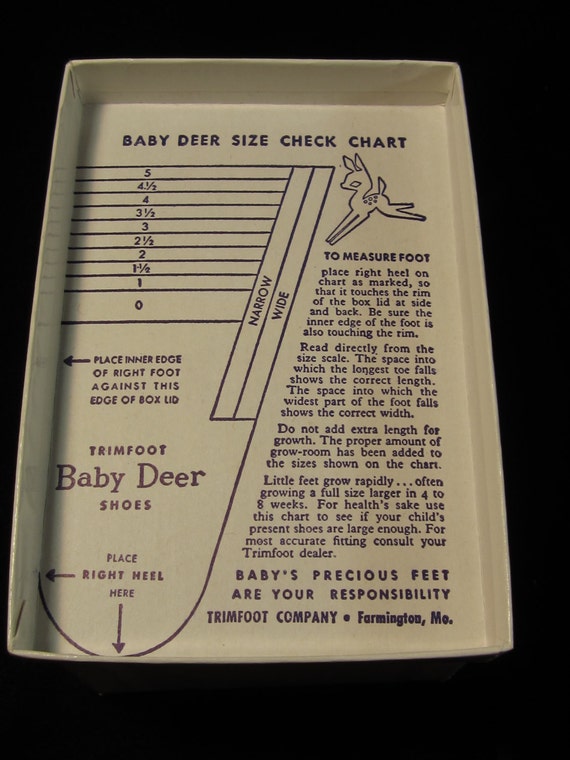 BABY DEER SIZE CHECK CHART
5
4½
4
3½
3
2½
2
1½
1
0
NARROW
WIDE
TO MEASURE FOOT
place right heel on
chart as marked, so
that it touches the rim
of the box lid at side
and back. Be sure the
inner edge of the foot is
also touching the rim.
Read directly from the
size scale. The space into
which the longest toe falls
shows the correct length.
The space into which the
widest part of the foot falls
shows the correct width.
Do not add extra length for
growth. The proper amount of
grow-room has been added to
the sizes shown on the chart.
Little feet grow rapidly...often
growing a full size larger in 4 to
8 weeks. For health's sake use
this chart to see if your child's
present shoes are large enough. For
most accurate fitting consult your
Trimfoot dealer.
PLACE INNER EDGE
OF RIGHT FOOT
AGAINST THIS
EDGE OF BOX LID
TRIMFOOT
Baby Deer
SHOES
PLACE
RIGHT HEEL
HERE
BABY'S PRECIOUS FEET
ARE YOUR RESPONSIBILITY
TRIMFOOT COMPANY • Farmington, Mo.